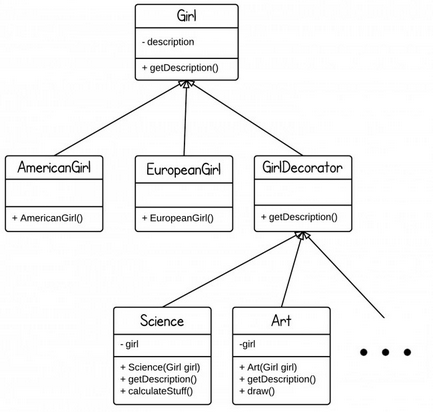 Girl
- description
+ getDescription()
AmericanGirl
+ AmericanGirl()
EuropeanGirl
+ EuropeanGirl()
GirlDecorator
+ getDescription()
Science
- girl
+ Science(Girl girl)
+ getDescription()
+ calculateStuff()
Art
-girl
+ Art(Girl girl)
+ getDescription()
+ draw()